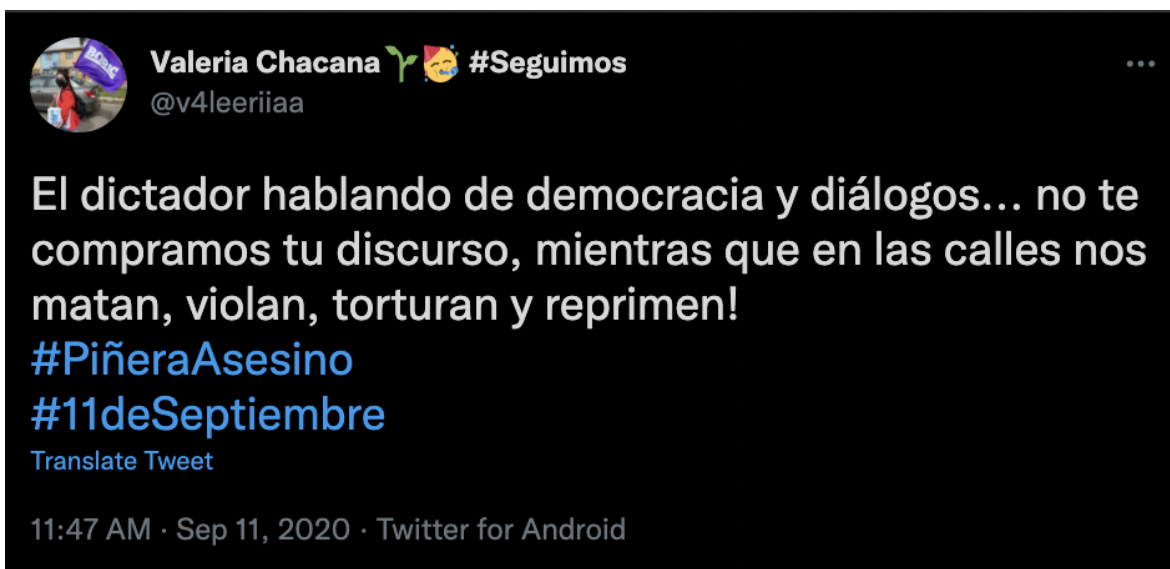 Valeria Chacana🌱🥳 #Seguimos
@v4leeriiaa
BORIC
El dictador hablando de democracia y diálogos... no te
compramos tu discurso, mientras que en las calles nos
matan, violan, torturan y reprimen!
#PiñeraAsesino
#11deSeptiembre
Translate Tweet
11:47 AM · Sep 11, 2020 · Twitter for Android